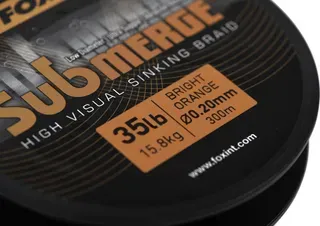 FOX
Submerge
HIGH VISUAL SINKING BRAID
35lb
15.8kg
BRIGHT
ORANGE
Ø0.20mm
300m
www.foxint.com